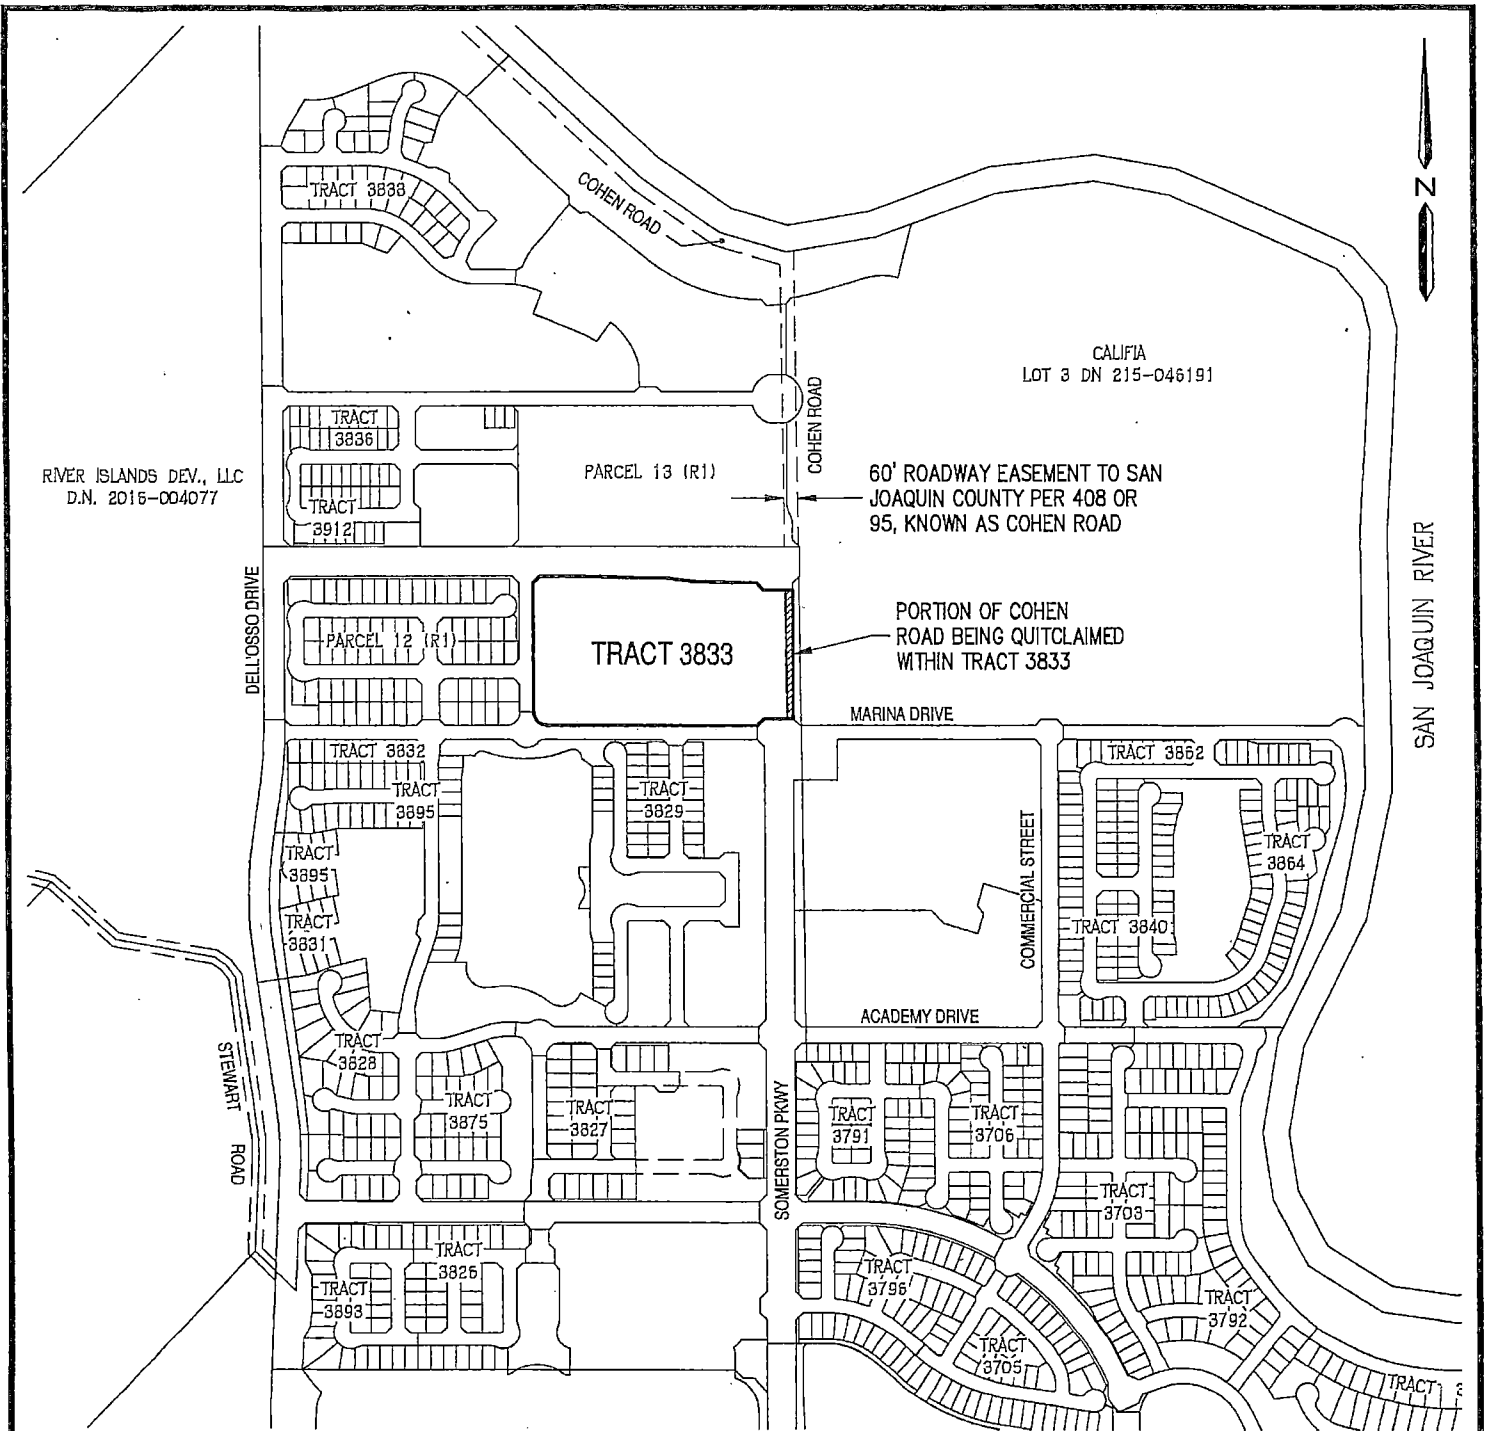 N
TRACT 3838
COHEN ROAD
CALIFIA
LOT 3 DN 215-046191
COHEN ROAD
TRACT
3836
PARCEL 13 (R1)
RIVER ISLANDS DEV., LLC
D.N. 2016-004077
60' ROADWAY EASEMENT TO SAN
JOAQUIN COUNTY PER 408 OR
95, KNOWN AS COHEN ROAD
TRACT
3912
SAN JOAQUIN RIVER
DELL'OSSO DRIVE
PARCEL 12 (R1)
TRACT 3833
PORTION OF COHEN
ROAD BEING QUITCLAIMED
WITHIN TRACT 3833
MARINA DRIVE
TRACT 3832
TRACT 3862
TRACT
3895
TRACT
3829
COMMERCIAL STREET
TRACT
3864
TRACT
3895
TRACT
3831
TRACT 3840
ACADEMY DRIVE
STEWART
ROAD
TRACT
3828
TRACT
3875
TRACT
3827
SOMERSTON PKWY
TRACT
3791
TRACT
3706
TRACT
3703
TRACT
3826
TRACT
3893
TRACT
3796
TRACT
3792
TRACT
3705
TRACT 3